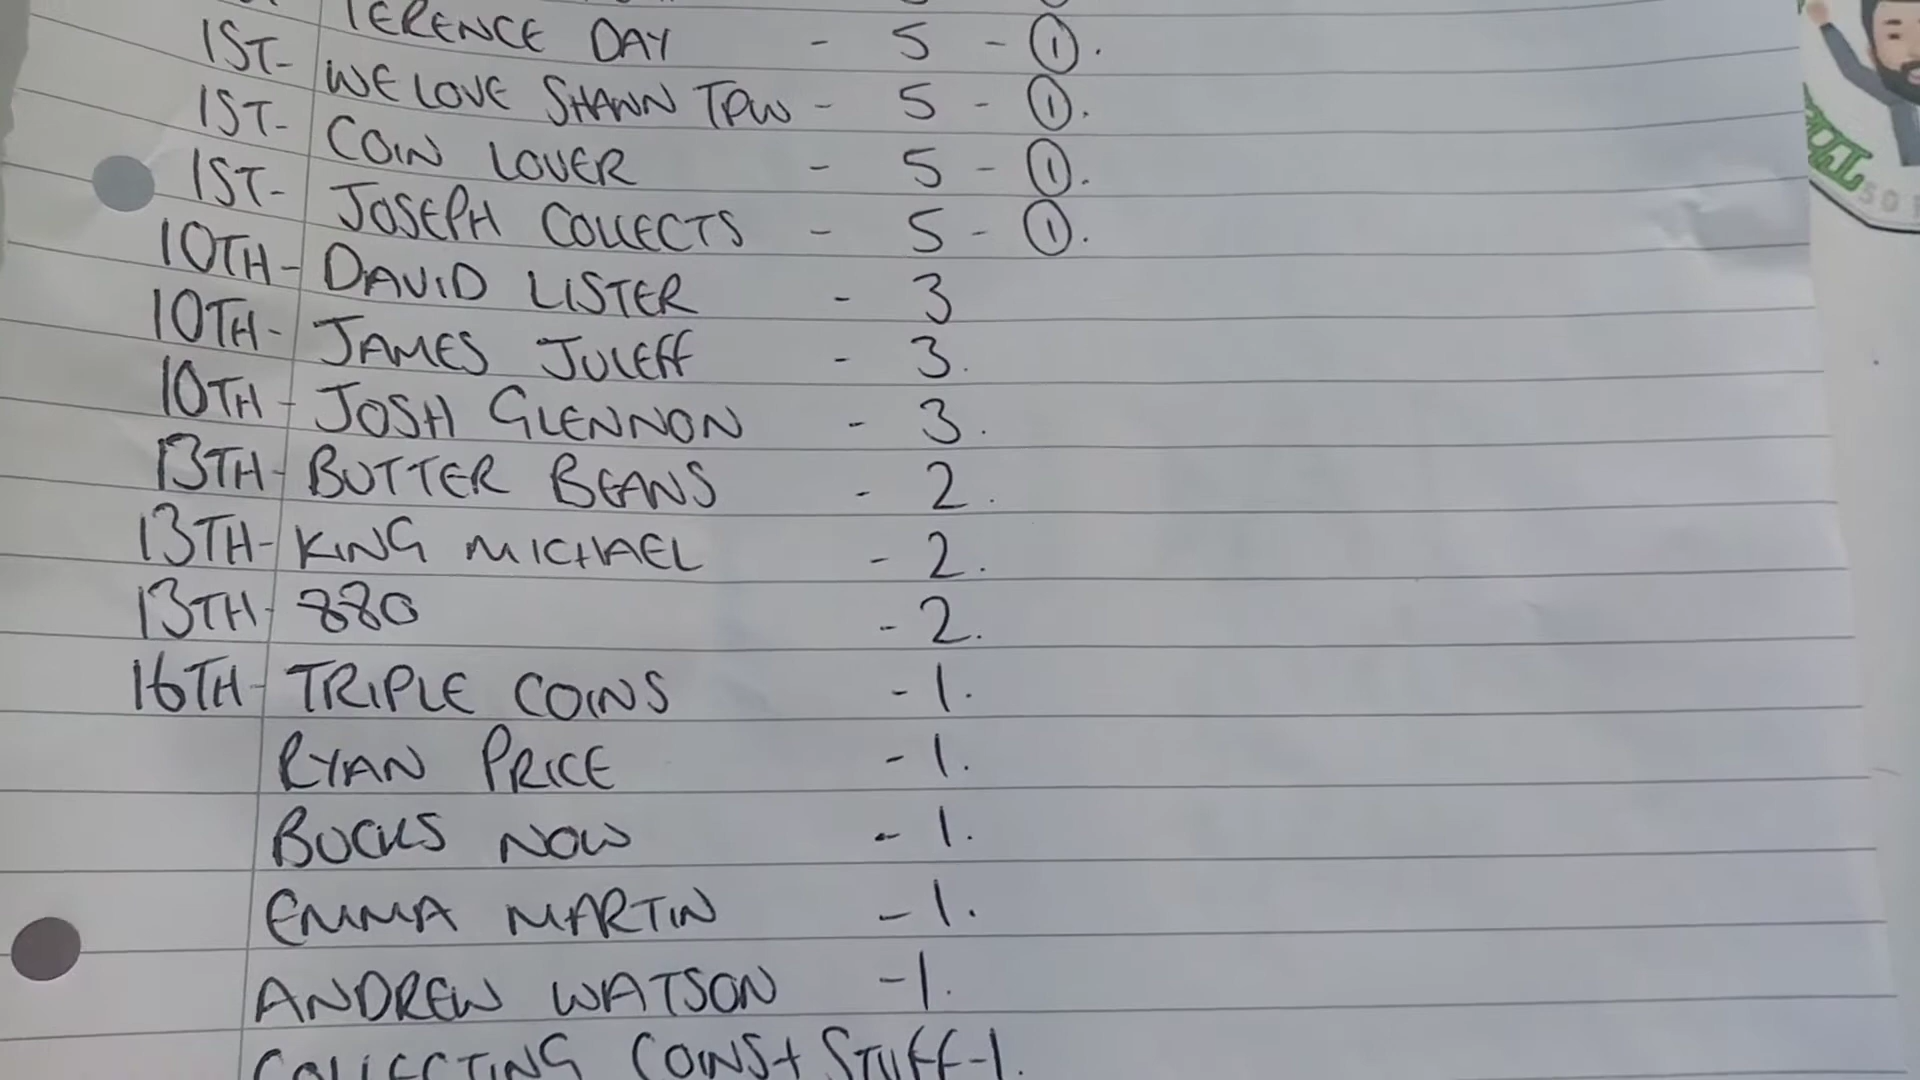 1ST- TERENCE DAY - 5 - ①.
1ST- WE LOVE SHAWN TPW - 5 - ①.
1ST- COIN LOVER - 5 - ①.
JOSEPH COLLECTS - 5 - ①.
10TH- DAVID LISTER - 3
10TH- JAMES JULEFF - 3.
10TH- JOSH GLENNON - 3.
13TH- BUTTER BEANS - 2.
13TH- KING MICHAEL - 2.
13TH- 880 - 2.
16TH- TRIPLE COINS - 1.
RYAN PRICE - 1.
BUCKS NOW - 1.
EMMA MARTIN - 1.
ANDREW WATSON - 1.
COLLECTING COINS + STUFF - 1.